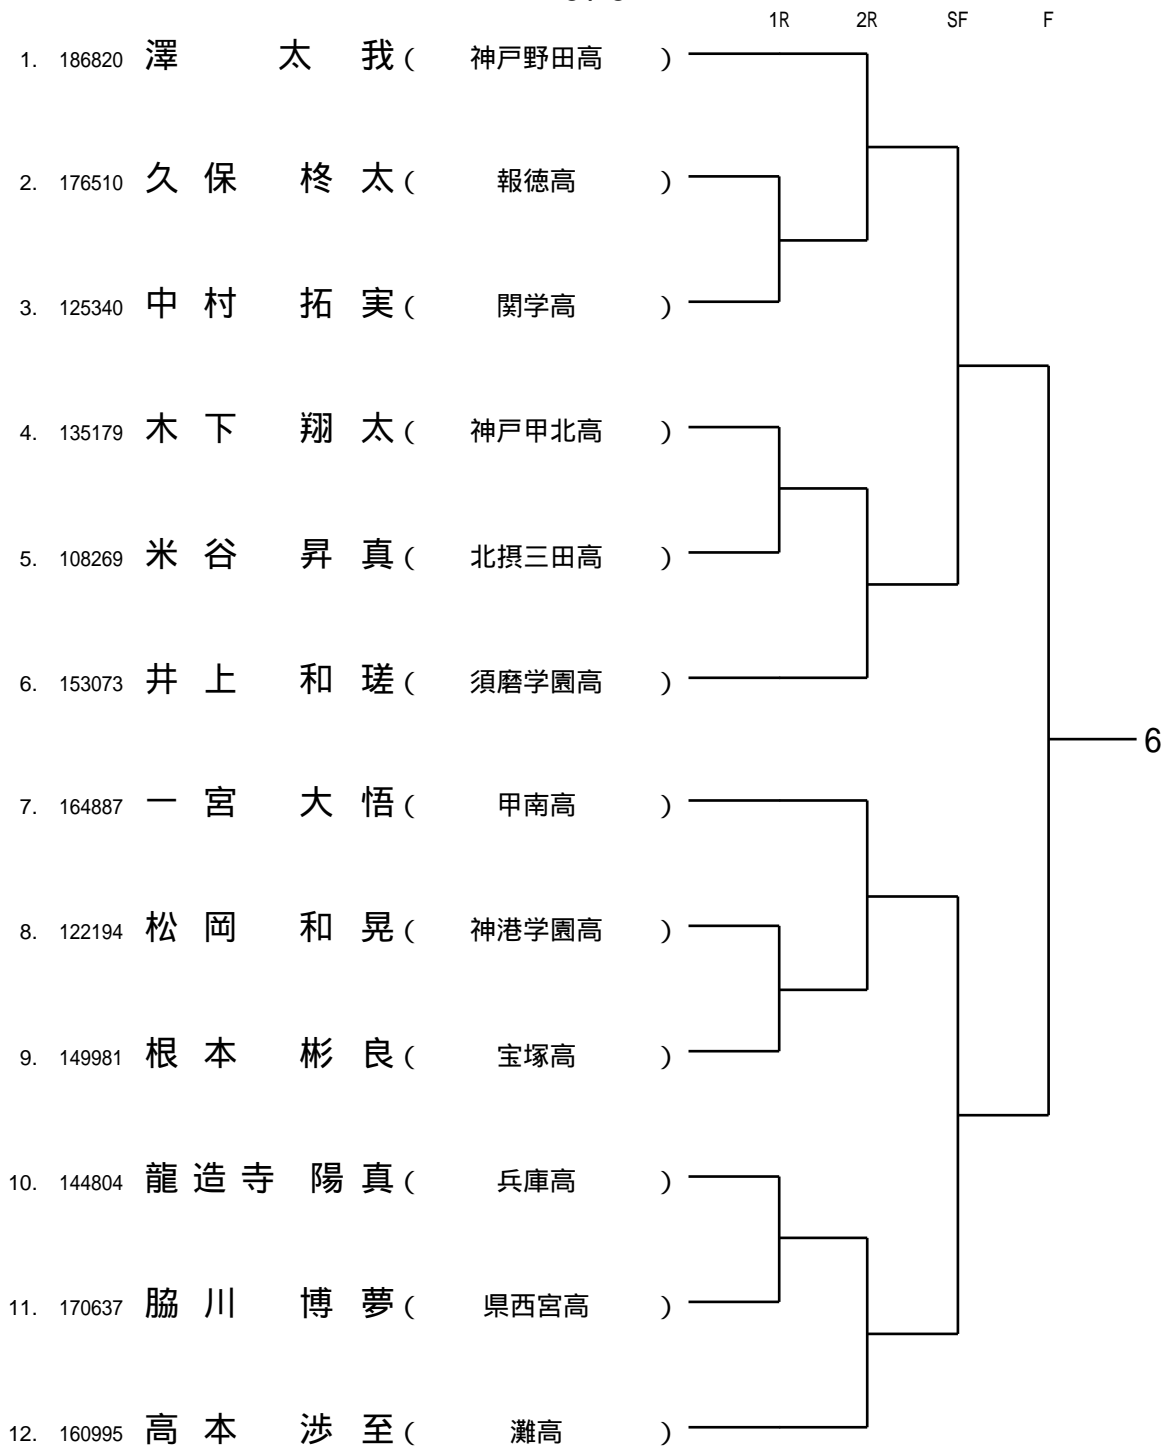 1R 2R SF F
1. 186820 澤 太 我 ( 神戸野田高 )
2. 176510 久 保 柊 太 ( 報徳高 )
3. 125340 中 村 拓 実 ( 関学高 )
4. 135179 木 下 翔 太 ( 神戸甲北高 )
5. 108269 米 谷 昇 真 ( 北摂三田高 )
6. 153073 井 上 和 瑳 ( 須磨学園高 )
6
7. 164887 一 宮 大 悟 ( 甲南高 )
8. 122194 松 岡 和 晃 ( 神港学園高 )
9. 149981 根 本 彬 良 ( 宝塚高 )
10. 144804 龍 造 寺 陽 真 ( 兵庫高 )
11. 170637 脇 川 博 夢 ( 県西宮高 )
12. 160995 高 本 渉 至 ( 灘高 )